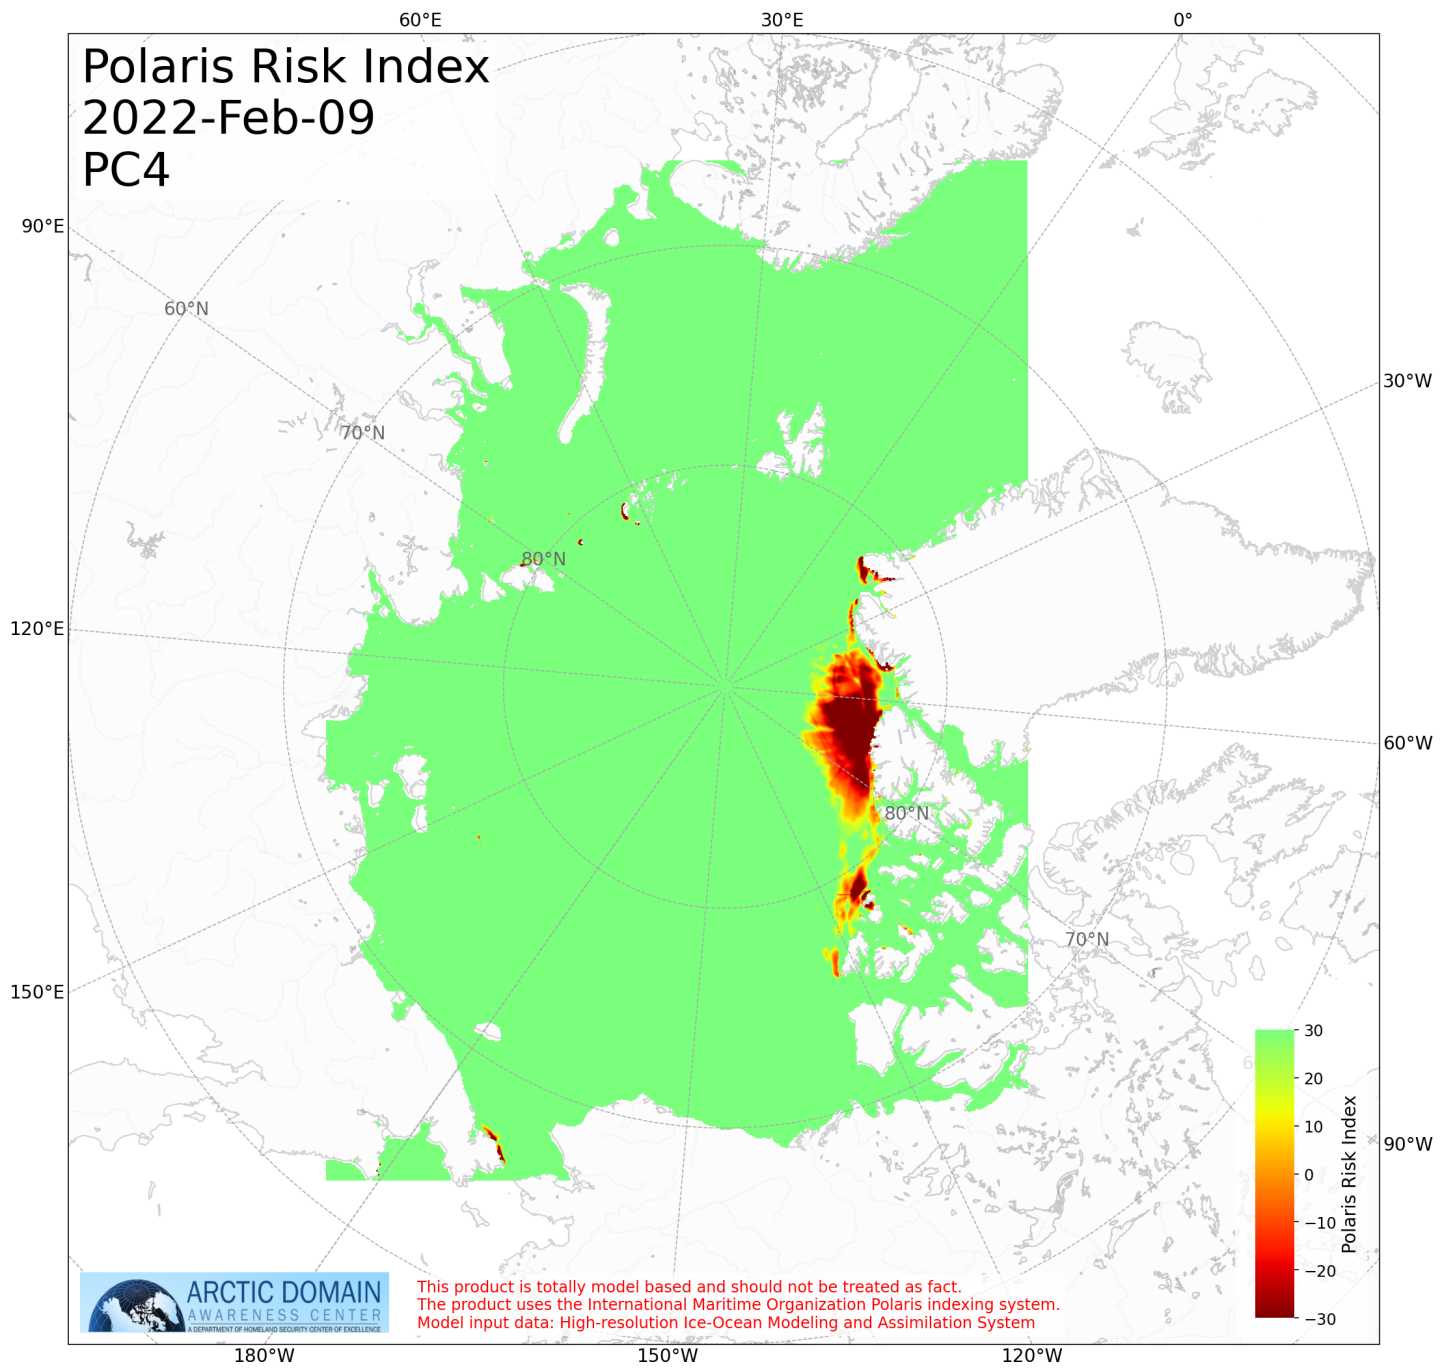 60°E 30°E 0°
Polaris Risk Index
2022-Feb-09
PC4
90°E
60°N
30°W
70°N
80°N
120°E
60°W
80°N
70°N
150°E
30
20
10
0
−10
−20
−30
Polaris Risk Index
90°W
ARCTIC DOMAIN
AWARENESS CENTER
A DEPARTMENT OF HOMELAND SECURITY CENTER OF EXCELLENCE
This product is totally model based and should not be treated as fact.
The product uses the International Maritime Organization Polaris indexing system.
Model input data: High-resolution Ice-Ocean Modeling and Assimilation System
180°W 150°W 120°W